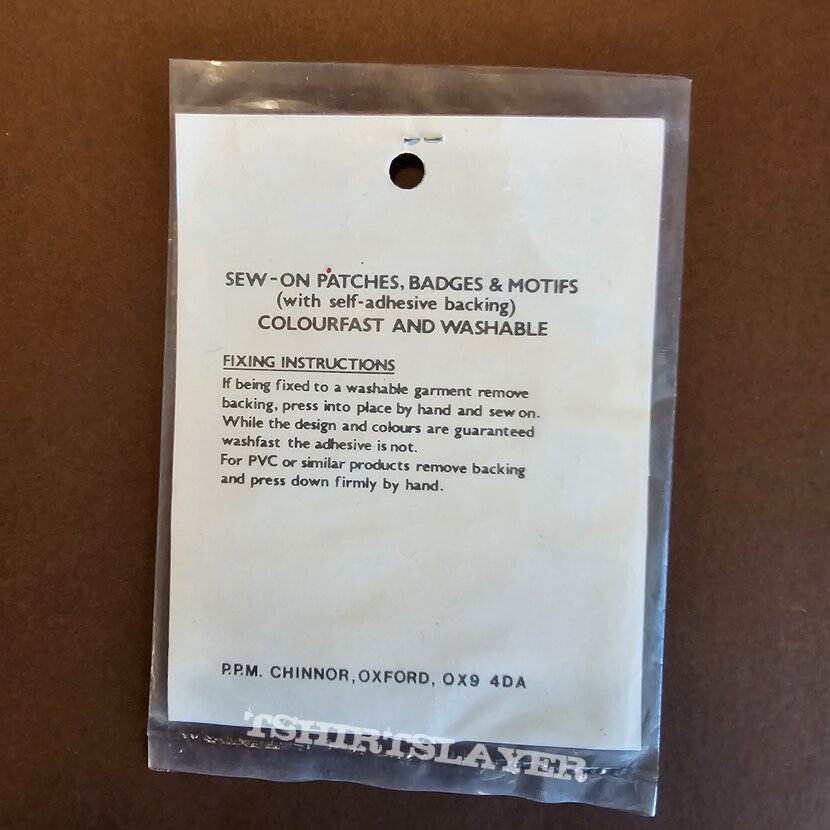 SEW-ON PATCHES, BADGES & MOTIFS
(with self-adhesive backing)
COLOURFAST AND WASHABLE
FIXING INSTRUCTIONS
If being fixed to a washable garment remove
backing, press into place by hand and sew on.
While the design and colours are guaranteed
washfast the adhesive is not.
For PVC or similar products remove backing
and press down firmly by hand.
P.P.M. CHINNOR, OXFORD, OX9 4DA
TSHIRTSLAYER